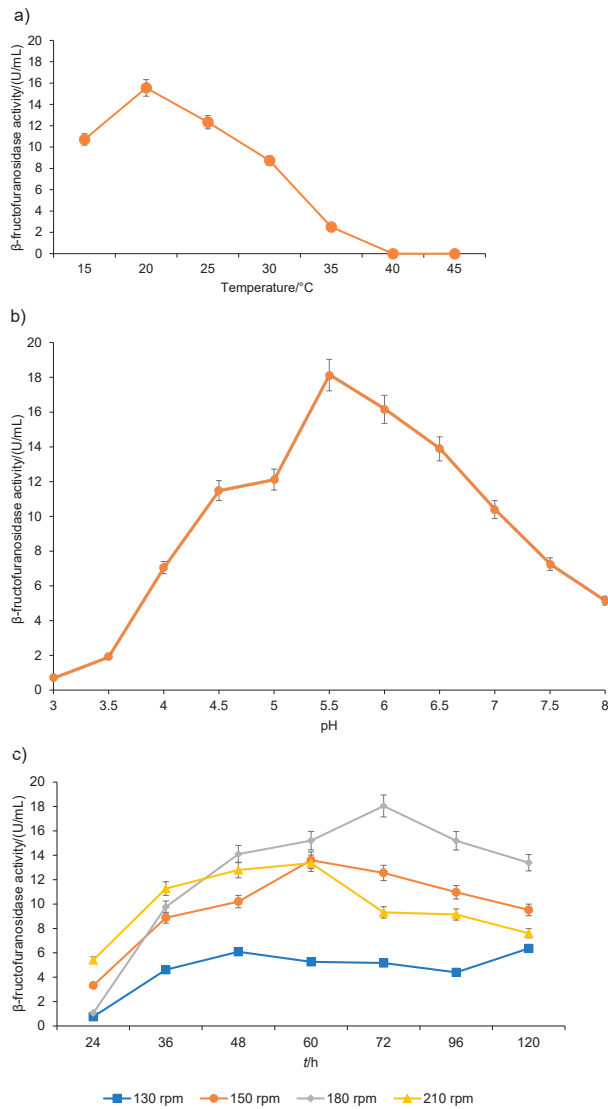 a)
β-fructofuranosidase activity/(U/mL)
20
18
16
14
12
10
8
6
4
2
0
15 20 25 30 35 40 45
Temperature/°C
b)
β-fructofuranosidase activity/(U/mL)
20
18
16
14
12
10
8
6
4
2
0
3 3.5 4 4.5 5 5.5 6 6.5 7 7.5 8
pH
c)
β-fructofuranosidase activity/(U/mL)
20
18
16
14
12
10
8
6
4
2
0
24 36 48 60 72 96 120
t/h
130 rpm 150 rpm 180 rpm 210 rpm